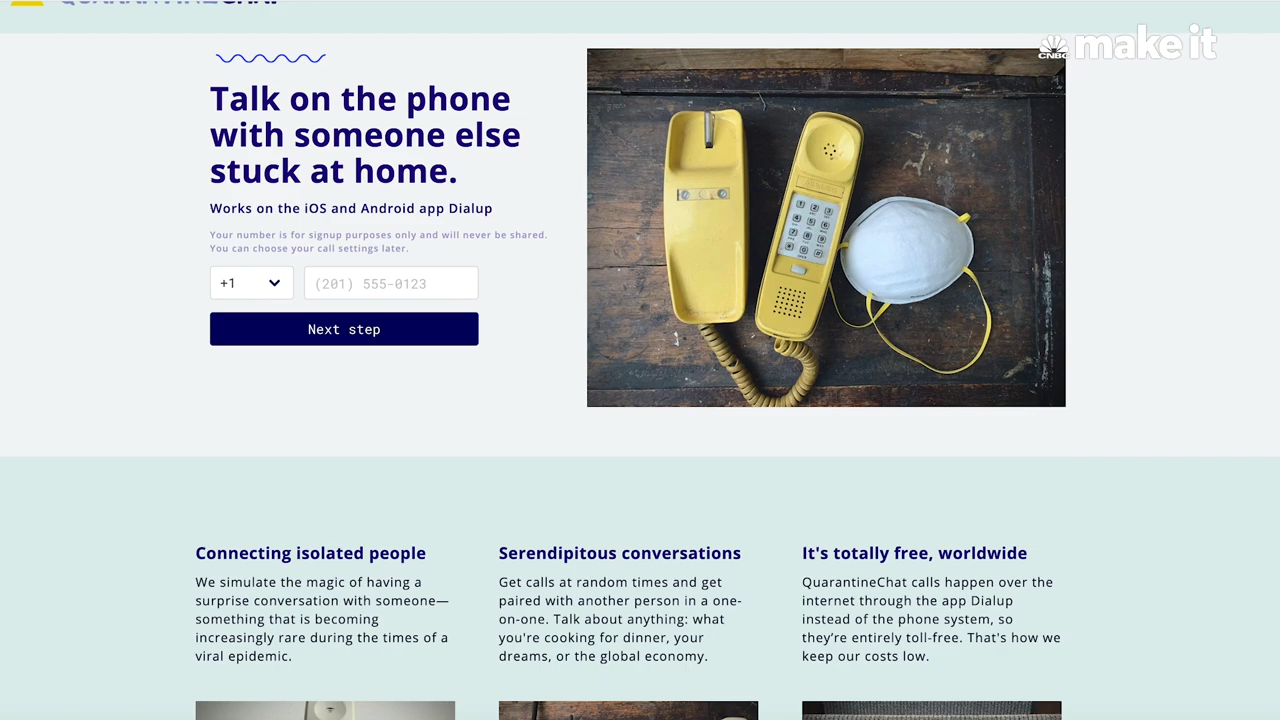 QUARANTINECHAT
CNBC make it
Talk on the phone
with someone else
stuck at home.
Works on the iOS and Android app Dialup
Your number is for signup purposes only and will never be shared.
You can choose your call settings later.
+1
(201) 555-0123
Next step
Connecting isolated people
We simulate the magic of having a
surprise conversation with someone—
something that is becoming
increasingly rare during the times of a
viral epidemic.
Serendipitous conversations
Get calls at random times and get
paired with another person in a one-
on-one. Talk about anything: what
you're cooking for dinner, your
dreams, or the global economy.
It's totally free, worldwide
QuarantineChat calls happen over the
internet through the app Dialup
instead of the phone system, so
they’re entirely toll-free. That's how we
keep our costs low.